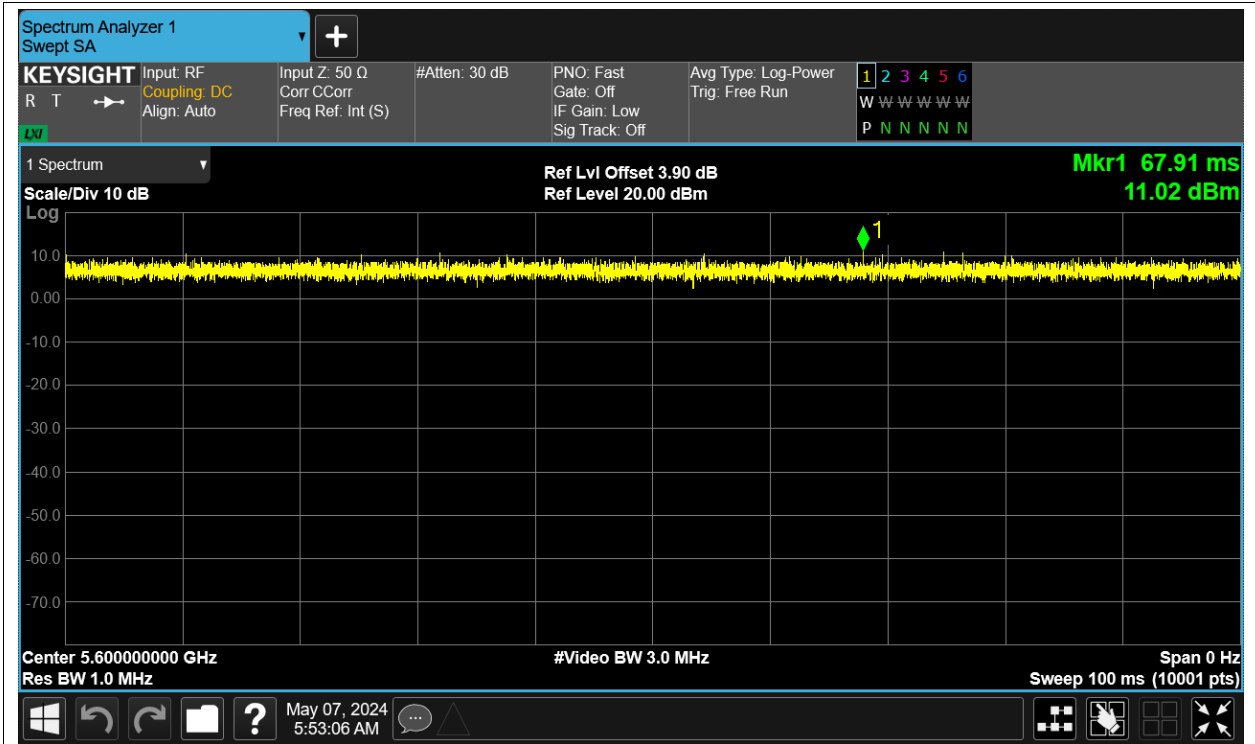 Spectrum Analyzer 1
Swept SA
KEYSIGHT
R T
LXI
Input: RF
Coupling: DC
Align: Auto
Input Z: 50 Ω
Corr CCorr
Freq Ref: Int (S)
#Atten: 30 dB
PNO: Fast
Gate: Off
IF Gain: Low
Sig Track: Off
Avg Type: Log-Power
Trig: Free Run
1 2 3 4 5 6
W W W W W W
P N N N N N
1 Spectrum
Scale/Div 10 dB
Log
Ref Lvl Offset 3.90 dB
Ref Level 20.00 dBm
Mkr1 67.91 ms
11.02 dBm
1
10.0
0.00
-10.0
-20.0
-30.0
-40.0
-50.0
-60.0
-70.0
Center 5.600000000 GHz
#Video BW 3.0 MHz
Span 0 Hz
Res BW 1.0 MHz
Sweep 100 ms (10001 pts)
?
May 07, 2024
5:53:06 AM